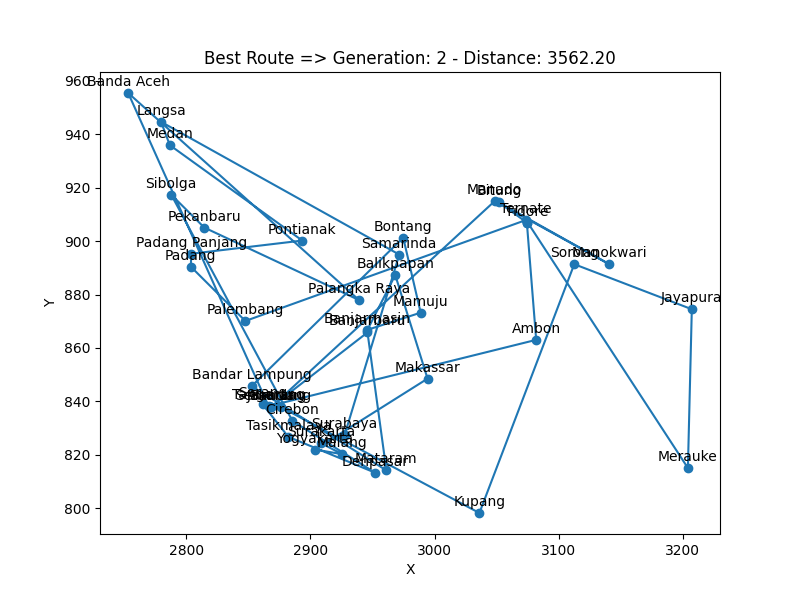 Best Route => Generation: 2 - Distance: 3562.20
960
Banda Aceh
Langsa
940
Medan
920
Sibolga
Manado
Bitung
Pekanbaru
Ternate
Tidore
Pontianak
Bontang
900
Padang Panjang
Samarinda
Padang
Sorong
Manokwari
Balikpapan
880
Palangka Raya
Jayapura
Mamuju
Palembang
Banjarmasin
Banjarbaru
Ambon
860
Makassar
Bandar Lampung
840
Cirebon
Tasikmalaya
Surabaya
Surakarta
820
Yogyakarta
Malang
Mataram
Denpasar
Merauke
800
Kupang
Y
2800
2900
3000
3100
3200
X